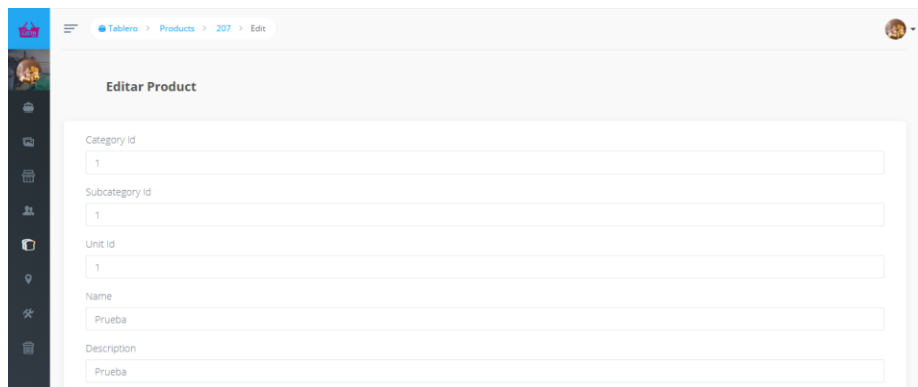 Tablero > Products > 207 > Edit
Editar Product
Category Id
1
Subcategory Id
1
Unit Id
1
Name
Prueba
Description
Prueba